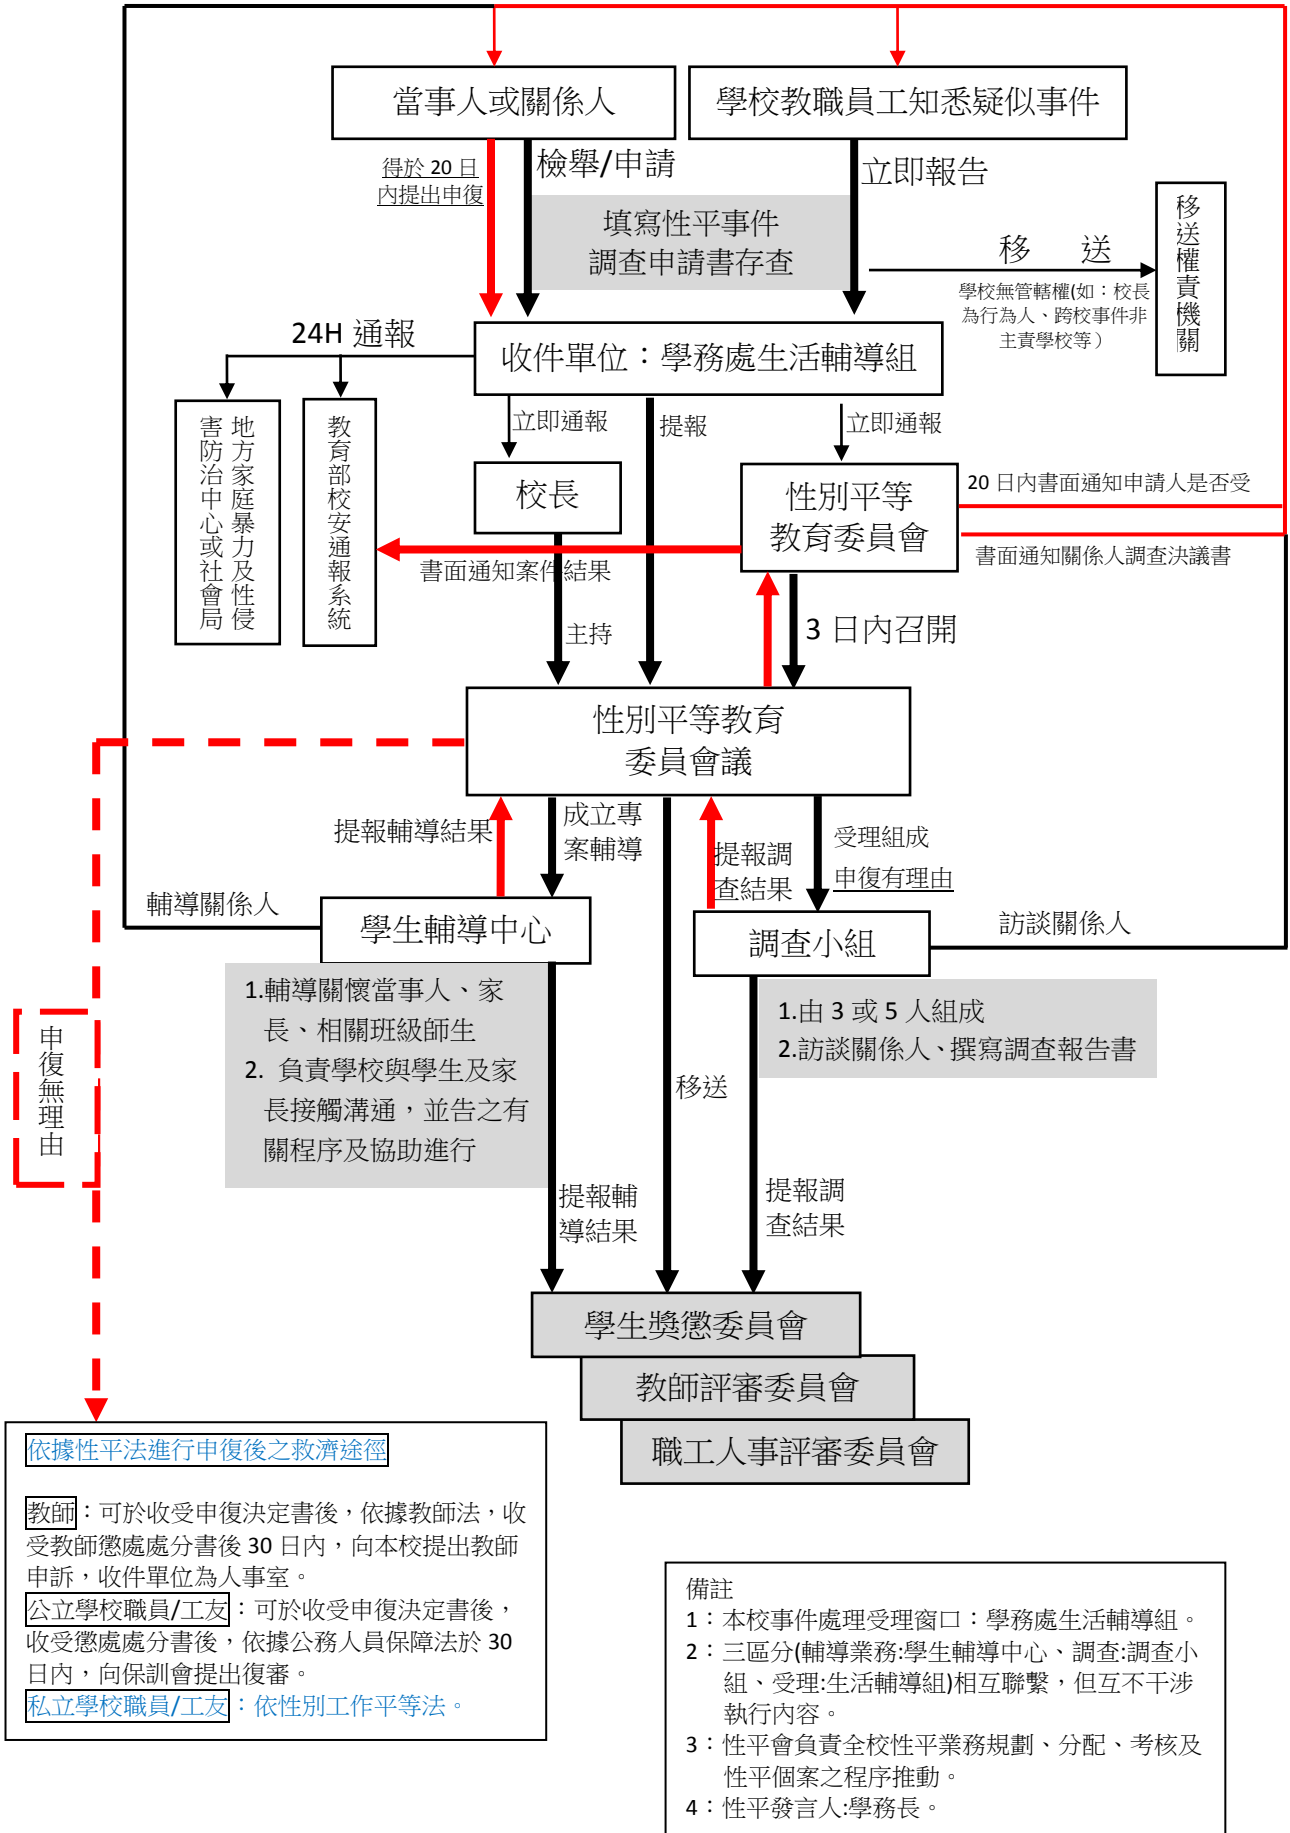 當事人或關係人
學校教職員工知悉疑似事件
得於 20 日
內提出申復
檢舉/申請
立即報告
填寫性平事件
調查申請書存查
移　　送
學校無管轄權(如：校長
為行為人、跨校事件非
主責學校等）
移送權責機關
24H 通報
收件單位：學務處生活輔導組
地方家庭暴力及性侵
害防治中心或社會局
教育部校安通報系統
立即通報
提報
立即通報
校長
性別平等
教育委員會
20 日內書面通知申請人是否受
書面通知關係人調查決議書
書面通知案件結果
主持
3 日內召開
性別平等教育
委員會議
提報輔導結果
成立專
案輔導
提報調
查結果
受理組成
申復有理由
輔導關係人
學生輔導中心
調查小組
訪談關係人
1.輔導關懷當事人、家
長、相關班級師生
2. 負責學校與學生及家
長接觸溝通，並告之有
關程序及協助進行
1.由 3 或 5 人組成
2.訪談關係人、撰寫調查報告書
申復無理由
移送
提報輔
導結果
提報調
查結果
學生獎懲委員會
教師評審委員會
職工人事評審委員會
依據性平法進行申復後之救濟途徑
教師：可於收受申復決定書後，依據教師法，收
受教師懲處處分書後 30 日內，向本校提出教師
申訴，收件單位為人事室。
公立學校職員/工友：可於收受申復決定書後，
收受懲處處分書後，依據公務人員保障法於 30
日內，向保訓會提出復審。
私立學校職員/工友：依性別工作平等法。
備註
1：本校事件處理受理窗口：學務處生活輔導組。
2：三區分(輔導業務:學生輔導中心、調查:調查小
組、受理:生活輔導組)相互聯繫，但互不干涉
執行內容。
3：性平會負責全校性平業務規劃、分配、考核及
性平個案之程序推動。
4：性平發言人:學務長。